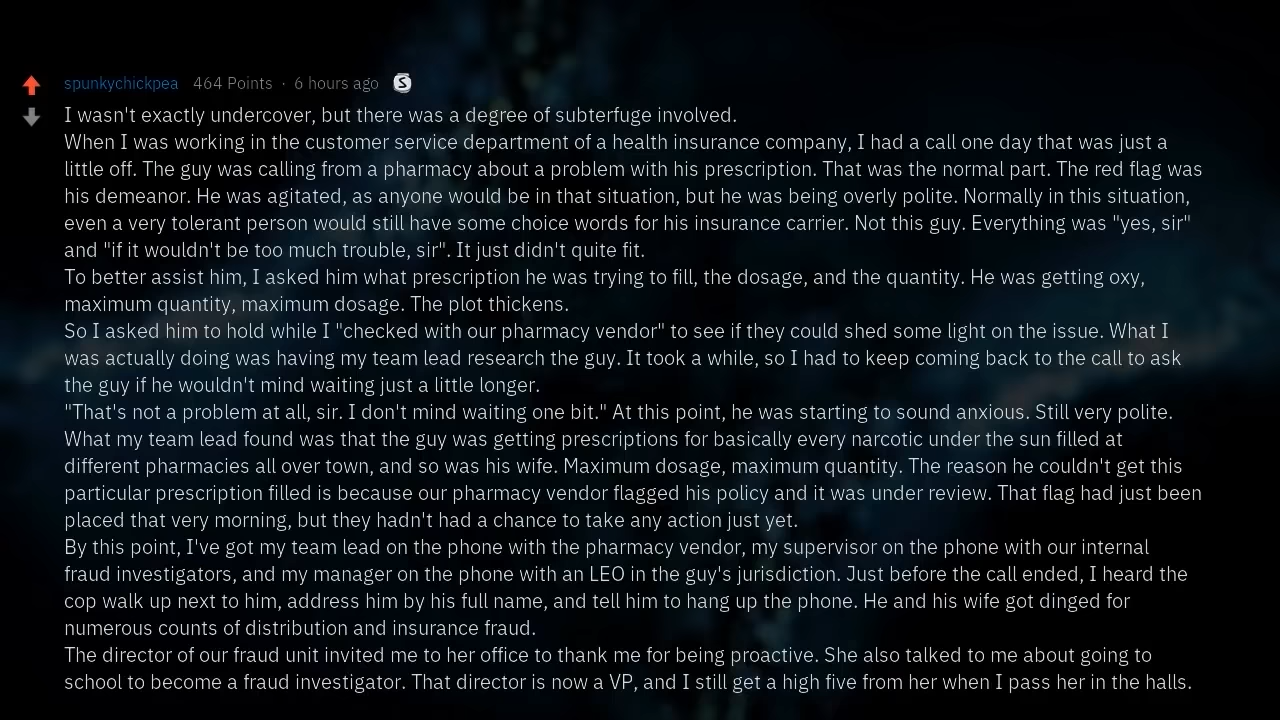 spunkychickpea 464 Points · 6 hours ago S
I wasn't exactly undercover, but there was a degree of subterfuge involved.
When I was working in the customer service department of a health insurance company, I had a call one day that was just a
little off. The guy was calling from a pharmacy about a problem with his prescription. That was the normal part. The red flag was
his demeanor. He was agitated, as anyone would be in that situation, but he was being overly polite. Normally in this situation,
even a very tolerant person would still have some choice words for his insurance carrier. Not this guy. Everything was "yes, sir"
and "if it wouldn't be too much trouble, sir". It just didn't quite fit.
To better assist him, I asked him what prescription he was trying to fill, the dosage, and the quantity. He was getting oxy,
maximum quantity, maximum dosage. The plot thickens.
So I asked him to hold while I "checked with our pharmacy vendor" to see if they could shed some light on the issue. What I
was actually doing was having my team lead research the guy. It took a while, so I had to keep coming back to the call to ask
the guy if he wouldn't mind waiting just a little longer.
"That's not a problem at all, sir. I don't mind waiting one bit." At this point, he was starting to sound anxious. Still very polite.
What my team lead found was that the guy was getting prescriptions for basically every narcotic under the sun filled at
different pharmacies all over town, and so was his wife. Maximum dosage, maximum quantity. The reason he couldn't get this
particular prescription filled is because our pharmacy vendor flagged his policy and it was under review. That flag had just been
placed that very morning, but they hadn't had a chance to take any action just yet.
By this point, I've got my team lead on the phone with the pharmacy vendor, my supervisor on the phone with our internal
fraud investigators, and my manager on the phone with an LEO in the guy's jurisdiction. Just before the call ended, I heard the
cop walk up next to him, address him by his full name, and tell him to hang up the phone. He and his wife got dinged for
numerous counts of distribution and insurance fraud.
The director of our fraud unit invited me to her office to thank me for being proactive. She also talked to me about going to
school to become a fraud investigator. That director is now a VP, and I still get a high five from her when I pass her in the halls.